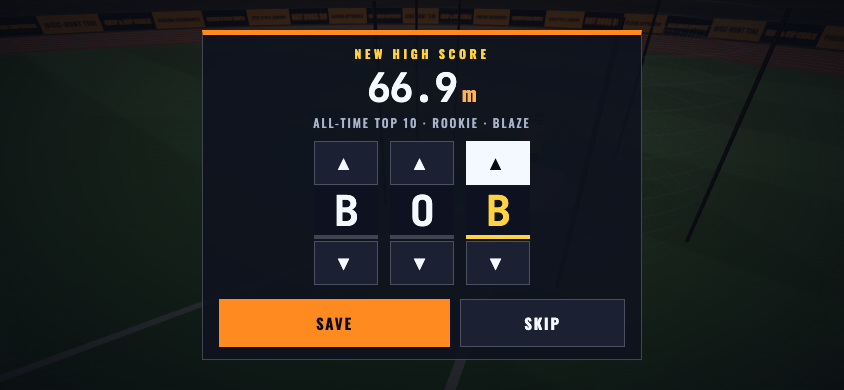 NEW HIGH SCORE
66.9m
ALL-TIME TOP 10 · ROOKIE · BLAZE
▲ ▲ ▲
B O B
▼ ▼ ▼
SAVE SKIP